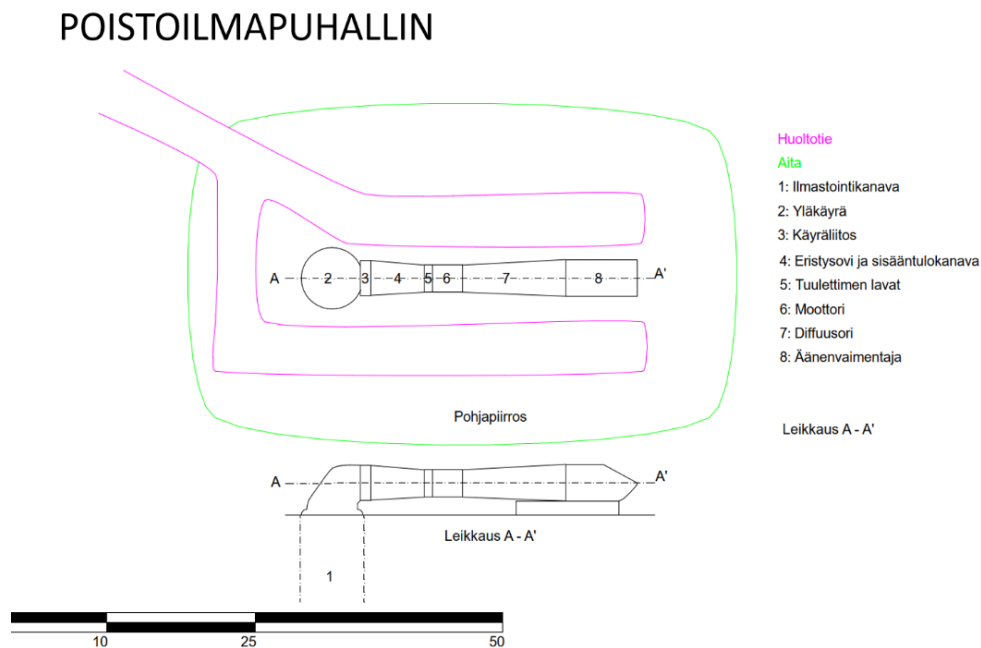 POISTOILMAPUHALLIN
Huoltotie
Aita
1: Ilmastointikanava
2: Yläkäyrä
3: Käyräliitos
4: Eristysovi ja sisääntulokanava
5: Tuulettimen lavat
6: Moottori
7: Diffuusori
8: Äänenvaimentaja
A 2 3 4 5 6 7 8 A'
Pohjapiirros
Leikkaus A - A'
A A'
Leikkaus A - A'
1
10 25 50